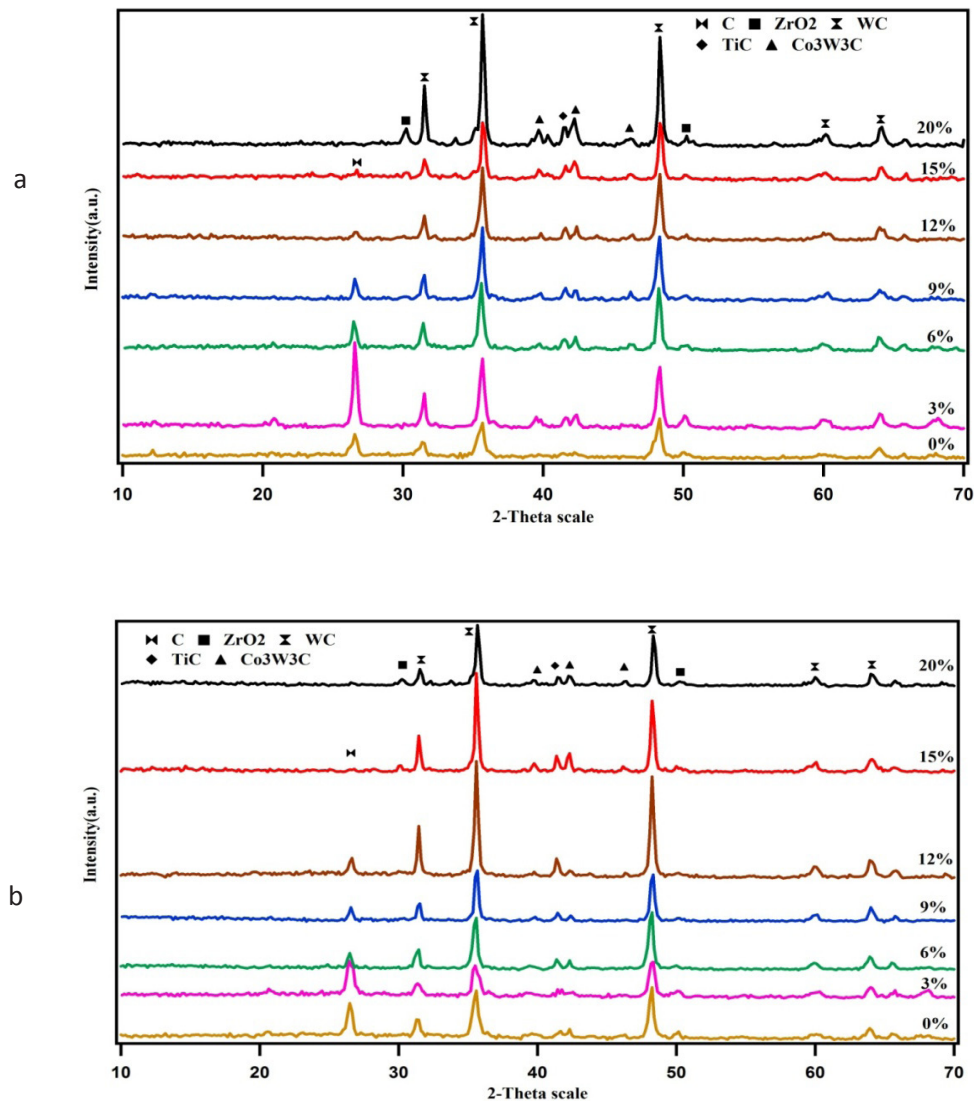 a
C ZrO2 WC
TiC Co3W3C
20%
15%
12%
9%
6%
3%
0%
Intensity(a.u.)
10 20 30 40 50 60 70
2-Theta scale
b
C ZrO2 WC
TiC Co3W3C
20%
15%
12%
9%
6%
3%
0%
Intensity(a.u.)
10 20 30 40 50 60 70
2-Theta scale